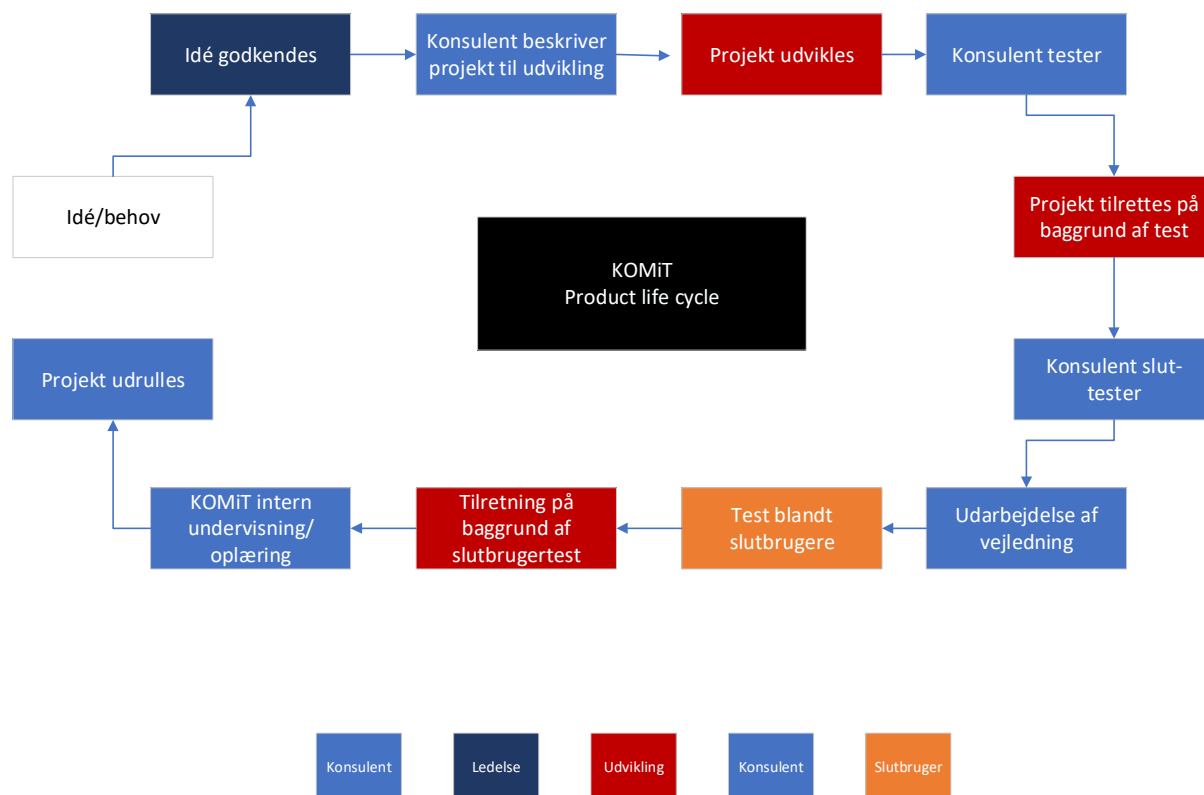 Idé godkendes
Konsulent beskriver
projekt til udvikling
Projekt udvikles
Konsulent tester
Idé/behov
Projekt tilrettes på
baggrund af test
KOMiT
Product life cycle
Projekt udrulles
Konsulent slut-
tester
KOMiT intern
undervisning/
oplæring
Tilretning på
baggrund af
slutbrugertest
Test blandt
slutbrugere
Udarbejdelse af
vejledning
Konsulent
Ledelse
Udvikling
Konsulent
Slutbruger